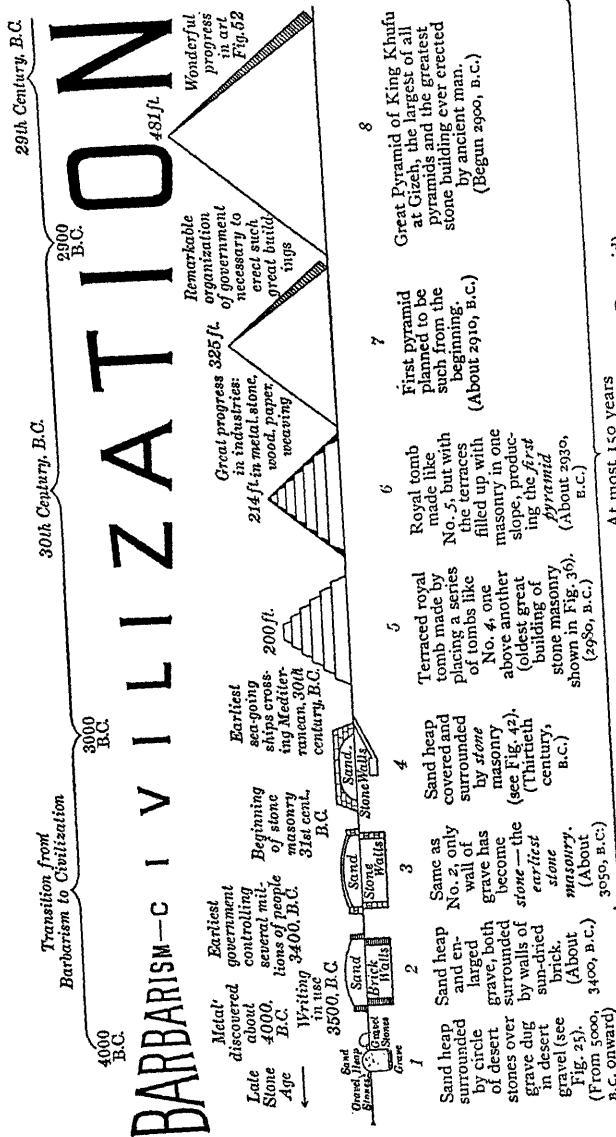 Transition from
Barbarism to Civilization
30th Century, B.C.
29th Century, B.C.
4000
B.C.
3000
B.C.
2900
B.C.
BARBARISM—CIVILIZATION
Late
Stone
Age
Metal
discovered
about
4000,
B.C.
Writing
in use
3500, B.C.
Earliest
government
controlling
several mil-
lions of people
3400, B.C.
Beginning
of stone
masonry
31st cent.,
B.C.
Earliest
sea-going
ships cross-
ing Mediter-
ranean, 30th
century, B.C.
200 ft.
Great progress
in industries:
in metal, stone,
wood, paper,
weaving
214 ft.
325 ft.
Remarkable
organization
of government
necessary to
erect such
great build-
ings
481 ft.
Wonderful
progress
in art
Fig. 52
Sand
Heap
Gravel
Stones
Gravel
Stones
Grave
Sand
Brick
Walls
Sand
Stone
Walls
Sand
Stone Walls
1
Sand heap
surrounded
by circle
of desert
stones over
grave dug
in desert
gravel (see
Fig. 25).
(From 5000,
B.C. onward)
2
Sand heap
and en-
larged
grave, both
surrounded
by walls of
sun-dried
brick.
(About
3400, B.C.)
3
Same as
No. 2, only
wall of
grave has
become
stone—the
earliest
stone
masonry.
(About
3050, B.C.)
4
Sand heap
covered and
surrounded
by stone
masonry
(see Fig. 42).
(Thirtieth
century,
B.C.)
5
Terraced royal
tomb made by
placing a series
of tombs like
No. 4, one
above another
(oldest great
building of
stone masonry
shown in Fig. 36).
(2980, B.C.)
6
Royal tomb
made like
No. 5, but with
the terraces
filled up with
masonry in one
slope, produc-
ing the first
pyramid
(About 2930,
B.C.)
7
First pyramid
planned to be
such from the
beginning.
(About 2910, B.C.)
8
Great Pyramid of King Khufu
at Gizeh, the largest of all
pyramids and the greatest
stone building ever erected
by ancient man.
(Begun 2900, B.C.)
At most 150 years